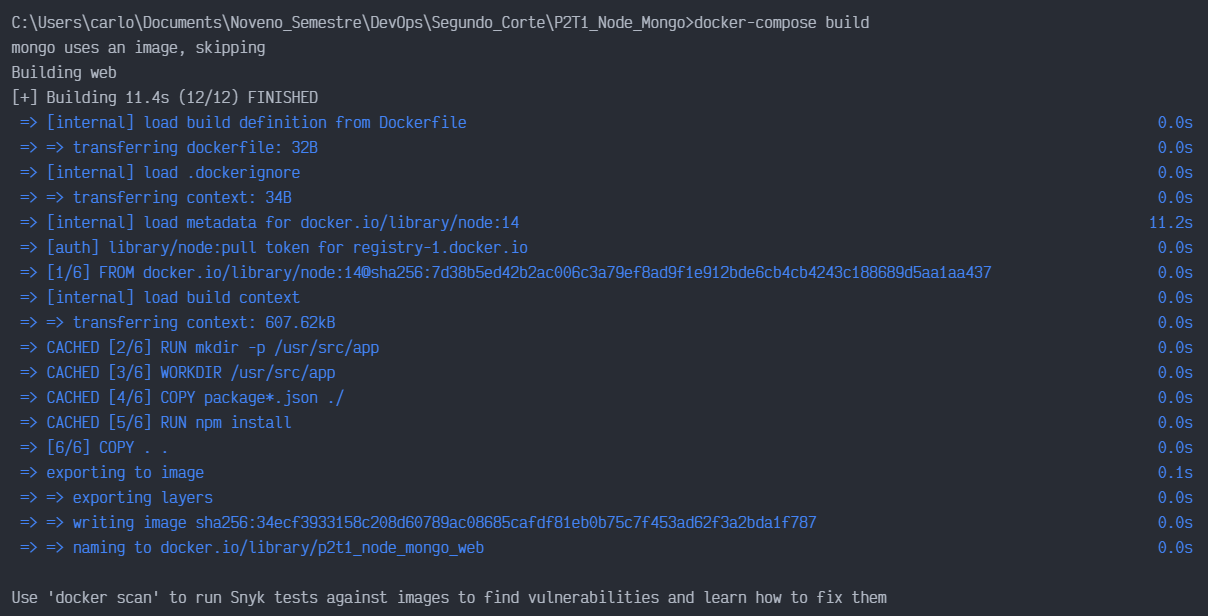 C:\Users\carlo\Documents\Noveno_Semestre\DevOps\Segundo_Corte\P2T1_Node_Mongo>docker-compose build
mongo uses an image, skipping
Building web
[+] Building 11.4s (12/12) FINISHED
=> [internal] load build definition from Dockerfile 0.0s
=> => transferring dockerfile: 32B 0.0s
=> [internal] load .dockerignore 0.0s
=> => transferring context: 34B 0.0s
=> [internal] load metadata for docker.io/library/node:14 11.2s
=> [auth] library/node:pull token for registry-1.docker.io 0.0s
=> [1/6] FROM docker.io/library/node:14@sha256:7d38b5ed42b2ac006c3a79ef8ad9f1e912bde6cb4cb4243c188689d5aa1aa437 0.0s
=> [internal] load build context 0.0s
=> => transferring context: 607.62kB 0.0s
=> CACHED [2/6] RUN mkdir -p /usr/src/app 0.0s
=> CACHED [3/6] WORKDIR /usr/src/app 0.0s
=> CACHED [4/6] COPY package*.json ./ 0.0s
=> CACHED [5/6] RUN npm install 0.0s
=> [6/6] COPY . . 0.0s
=> exporting to image 0.1s
=> => exporting layers 0.0s
=> => writing image sha256:34ecf3933158c208d60789ac08685cafdf81eb0b75c7f453ad62f3a2bda1f787 0.0s
=> => naming to docker.io/library/p2t1_node_mongo_web 0.0s
Use 'docker scan' to run Snyk tests against images to find vulnerabilities and learn how to fix them